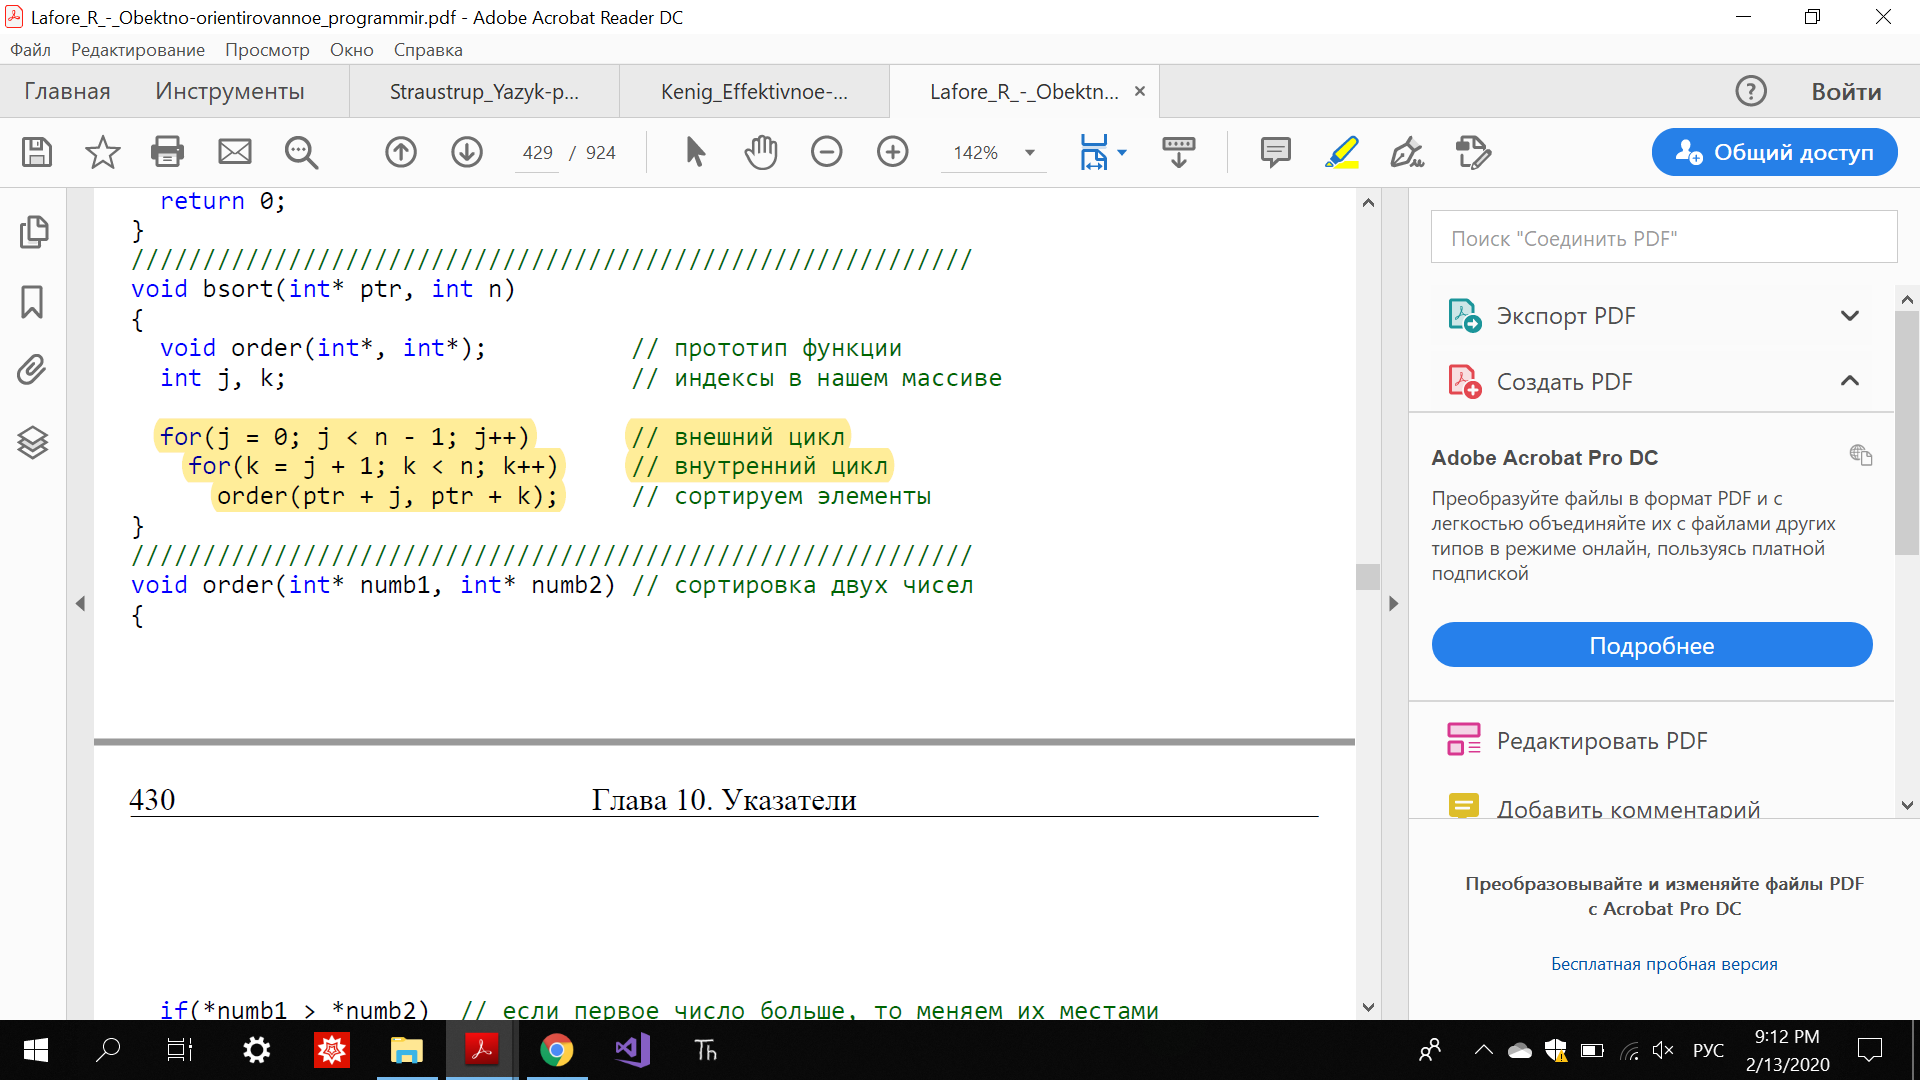 Lafore_R_-_Obektno-orientirovannoe_programmir.pdf - Adobe Acrobat Reader DC
Файл Редактирование Просмотр Окно Справка
Главная Инструменты Straustrup_Yazyk-p... Kenig_Effektivnoe-... Lafore_R_-_Obektn... × Войти
429 / 924 142% Общий доступ
return 0;
}
///////////////////////////////////////////////////////////
void bsort(int* ptr, int n)
{
void order(int*, int*); // прототип функции
int j, k; // индексы в нашем массиве
for(j = 0; j < n - 1; j++) // внешний цикл
for(k = j + 1; k < n; k++) // внутренний цикл
order(ptr + j, ptr + k); // сортируем элементы
}
///////////////////////////////////////////////////////////
void order(int* numb1, int* numb2) // сортировка двух чисел
{
430 Глава 10. Указатели
if(*numb1 > *numb2) // если первое число больше, то меняем их местами
Поиск "Соединить PDF"
Экспорт PDF
Создать PDF
Adobe Acrobat Pro DC
Преобразуйте файлы в формат PDF и с
легкостью объединяйте их с файлами других
типов в режиме онлайн, пользуясь платной
подпиской
Подробнее
Редактировать PDF
Добавить комментарий
Преобразовывайте и изменяйте файлы PDF
с Acrobat Pro DC
Бесплатная пробная версия
Th РУС 9:12 PM
2/13/2020